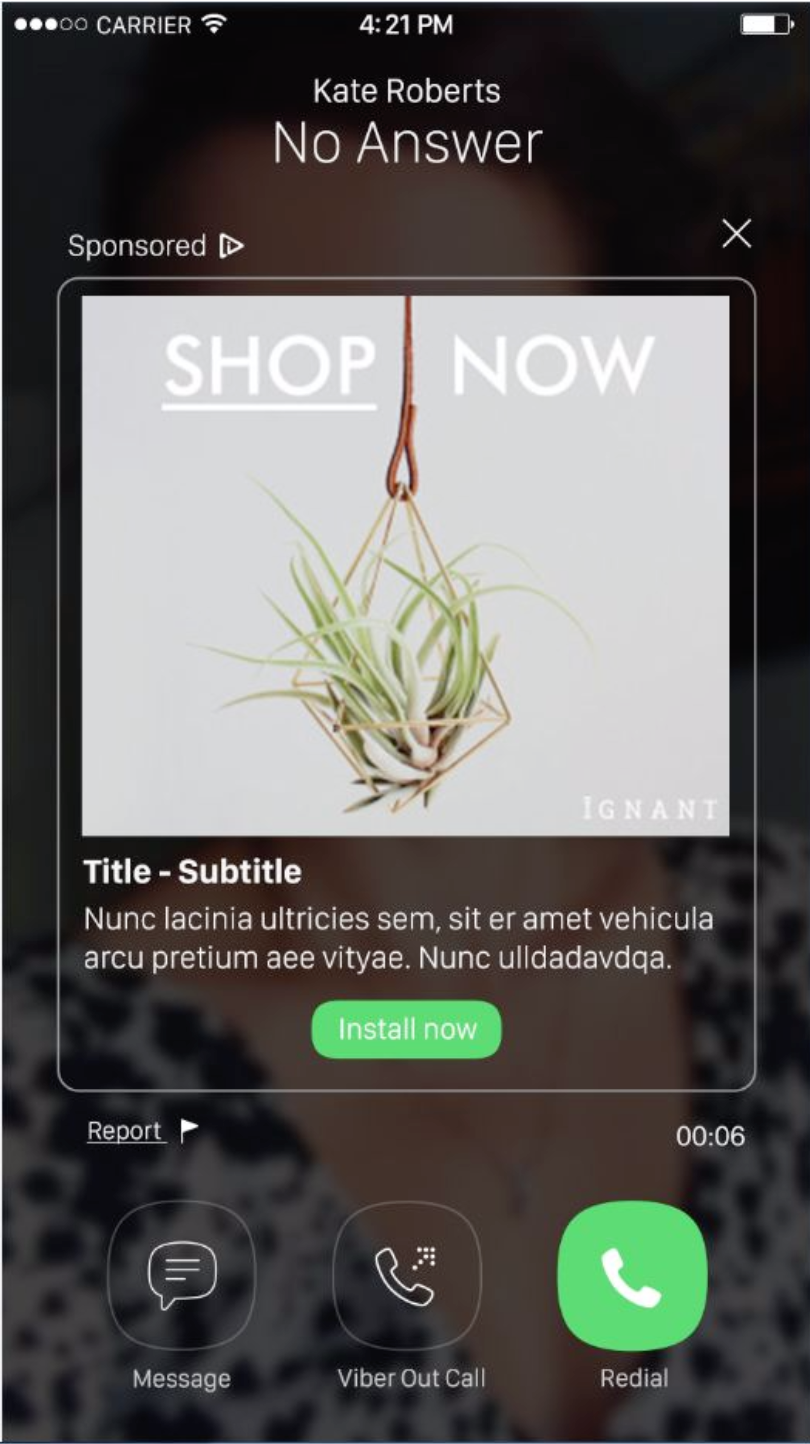 CARRIER 4:21 PM
Kate Roberts
No Answer
Sponsored
SHOP NOW
IGNANT
Title - Subtitle
Nunc lacinia ultricies sem, sit er amet vehicula
arcu pretium aee vityae. Nunc ulldadavdqa.
Install now
Report 00:06
Message Viber Out Call Redial